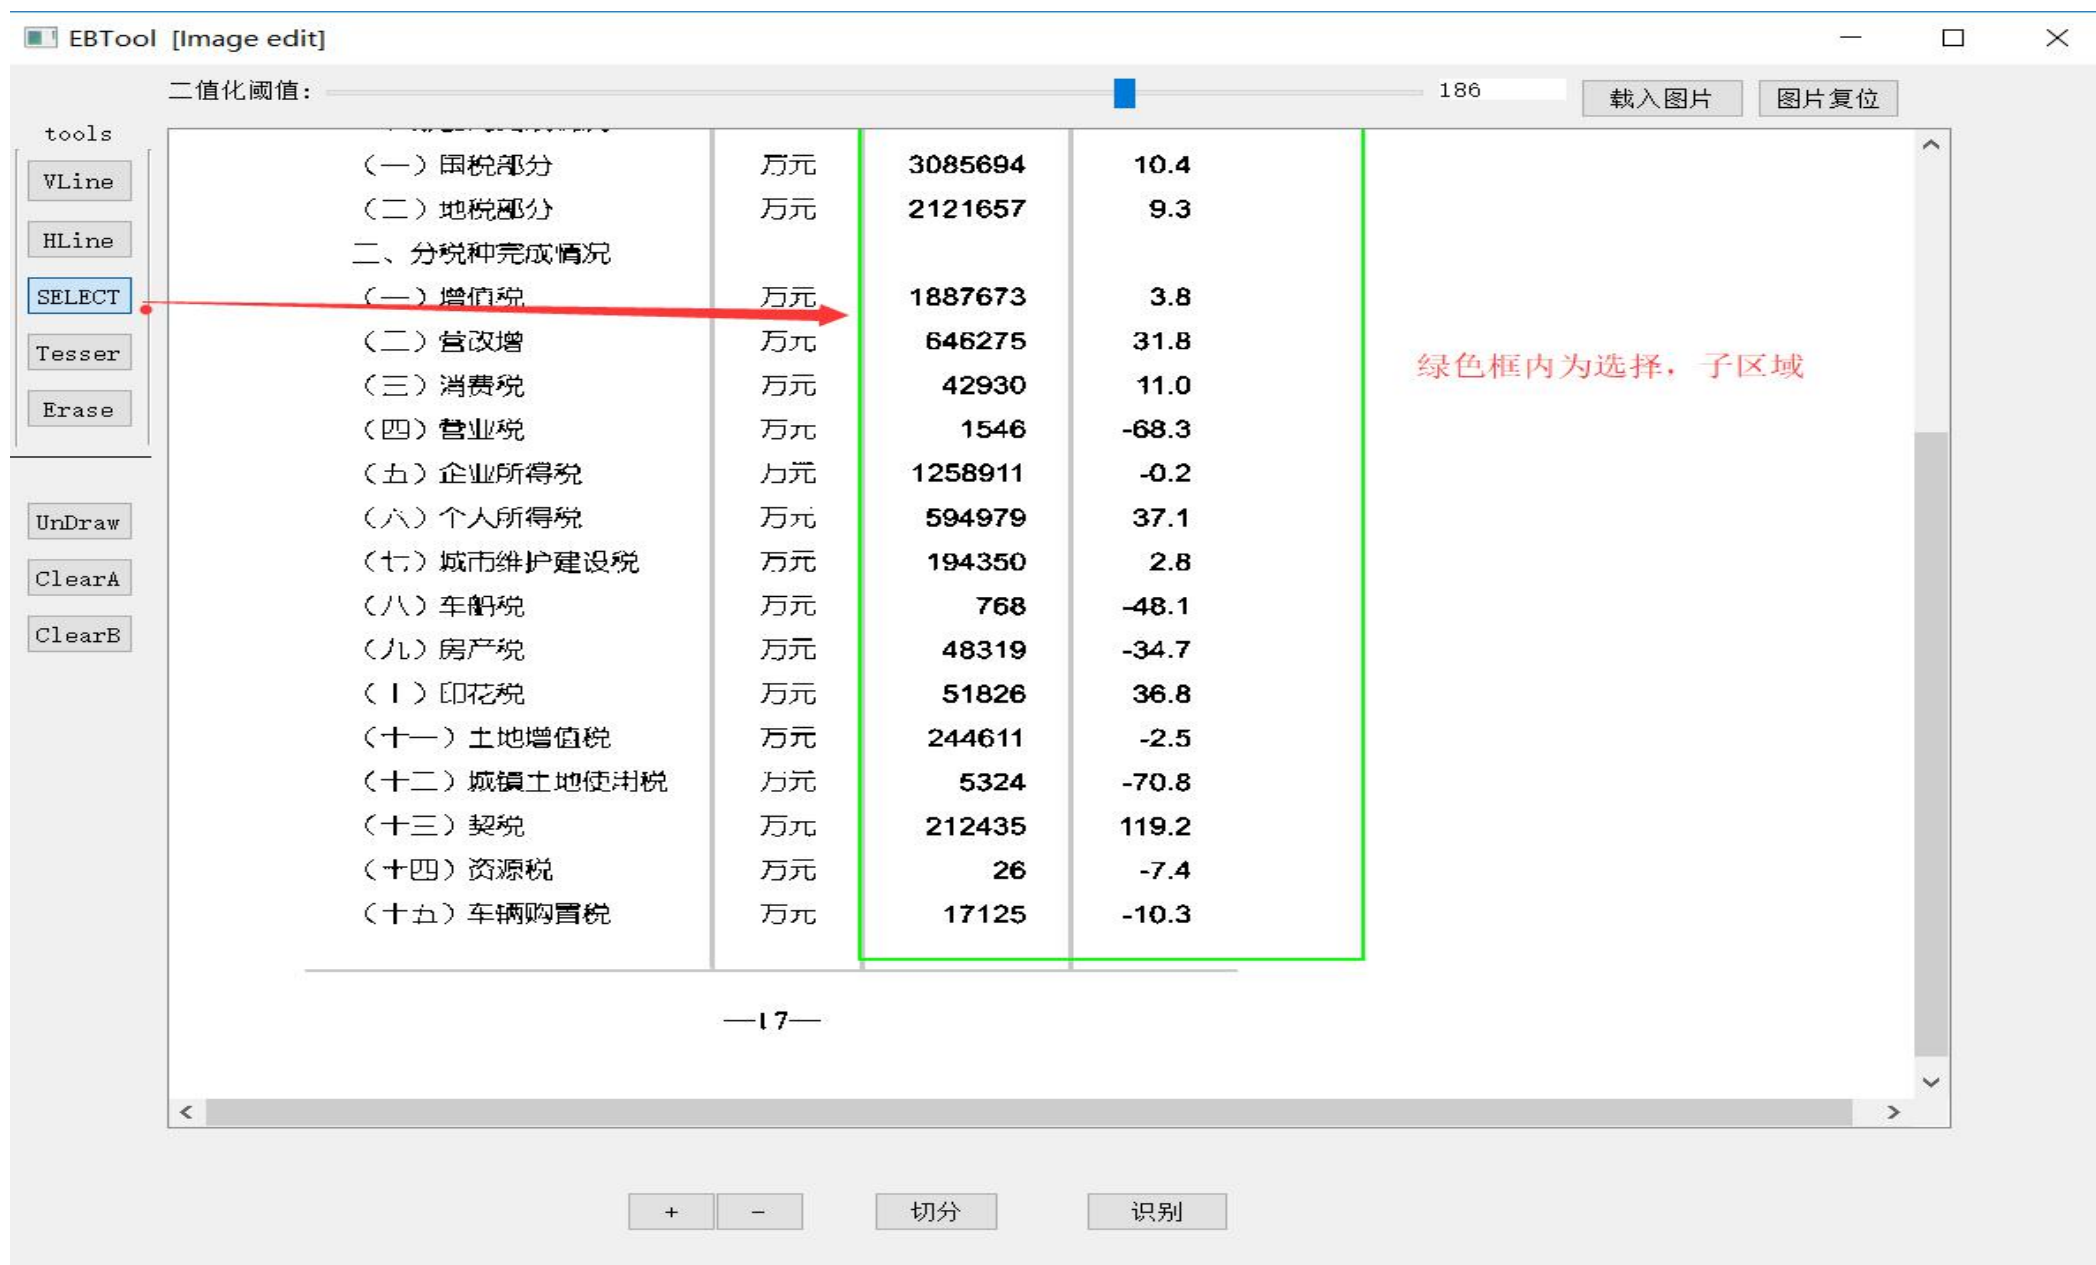 EBTool [Image edit]
二值化阈值: 186 载入图片 图片复位
tools
VLine
HLine
SELECT
Tesser
Erase
UnDraw
ClearA
ClearB
（一）国税部分 万元 3085694 10.4
（二）地税部分 万元 2121657 9.3
二、分税种完成情况
（一）增值税 万元 1887673 3.8
（二）营改增 万元 646275 31.8
（三）消费税 万元 42930 11.0
（四）营业税 万元 1546 -68.3
（五）企业所得税 万元 1258911 -0.2
（六）个人所得税 万元 594979 37.1
（七）城市维护建设税 万元 194350 2.8
（八）车船税 万元 768 -48.1
（九）房产税 万元 48319 -34.7
（十）印花税 万元 51826 36.8
（十一）土地增值税 万元 244611 -2.5
（十二）城镇土地使用税 万元 5324 -70.8
（十三）契税 万元 212435 119.2
（十四）资源税 万元 26 -7.4
（十五）车辆购置税 万元 17125 -10.3
绿色框内为选择，子区域
—17—
+ - 切分 识别